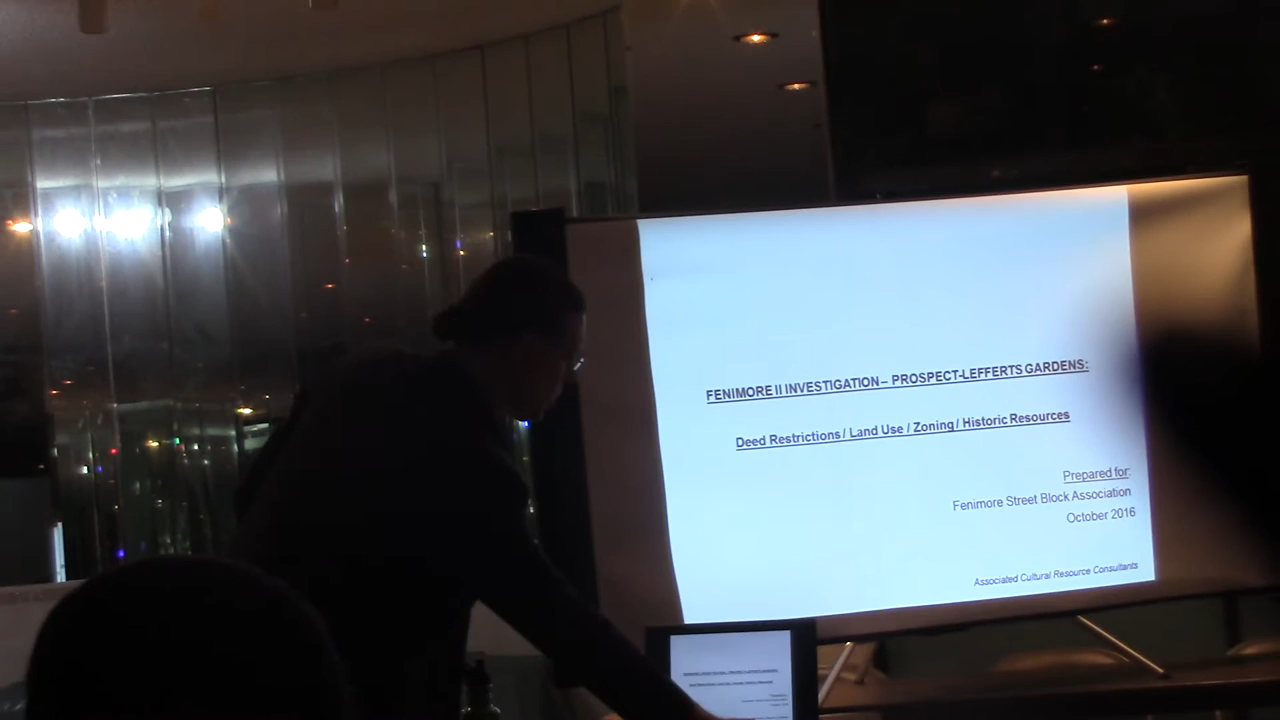 FENIMORE II INVESTIGATION – PROSPECT-LEFFERTS GARDENS:
Deed Restrictions / Land Use / Zoning / Historic Resources
Prepared for:
Fenimore Street Block Association
October 2016
Associated Cultural Resource Consultants